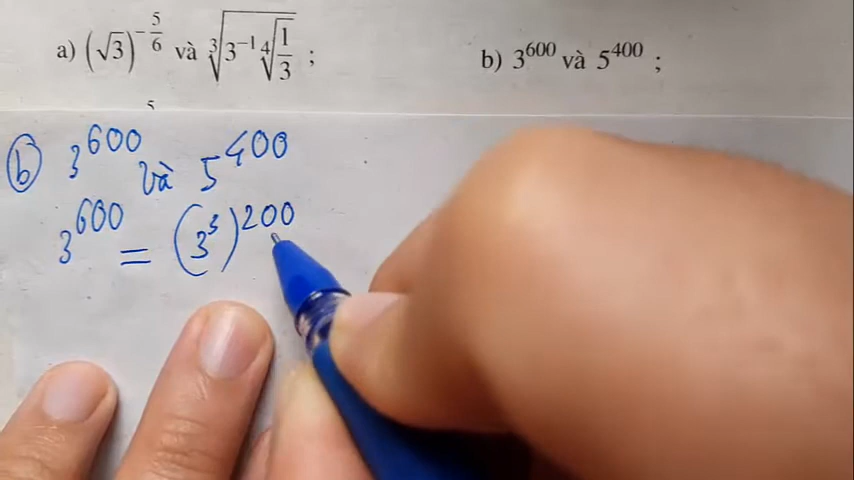 a) (√3)^{-5/6} và ∛(3^{-1} ∜(1/3)) ; b) 3^{600} và 5^{400} ;
5
b 3^{600} và 5^{400}
3^{600} = (3^3)^{200}